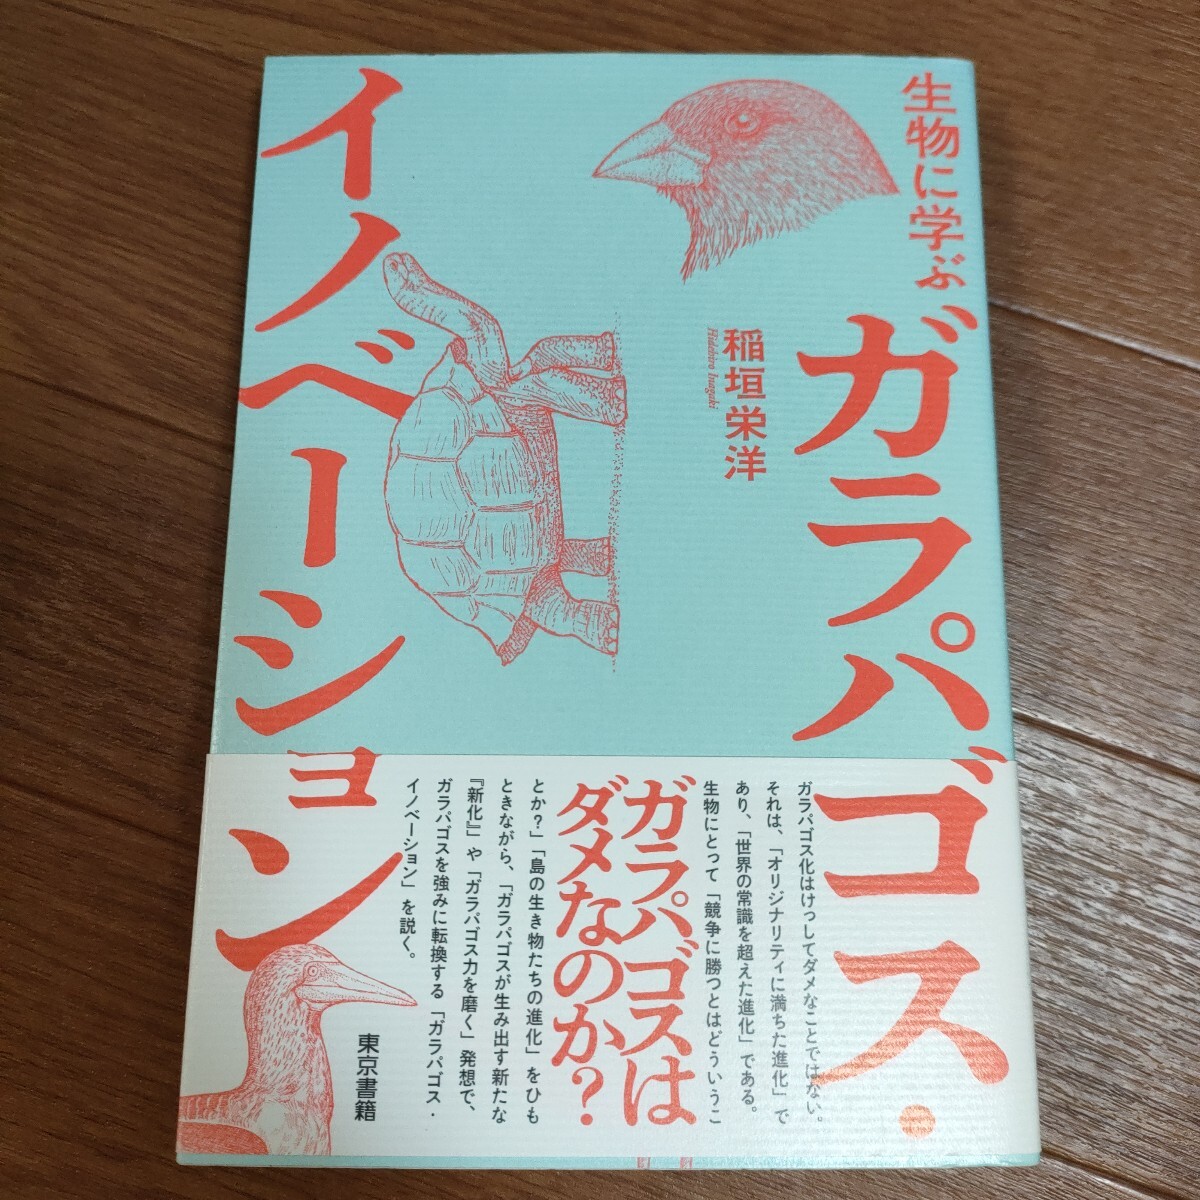 生物に学ぶ
ガラパゴス・
イノベーション
稲垣栄洋
Hidehiro Inagaki
ガラパゴス化はけっしてダメなことではない。
それは、「オリジナリティに満ちた進化」で
あり、「世界の常識を超えた進化」である。
生物にとって「競争に勝つとはどういうこ
ガラパゴスは
ダメなのか?
とか?」「島の生き物たちの進化」をひも
ときながら、「ガラパゴスが生み出す新たな
『新化』」や「ガラパゴス力を磨く」発想で、
ガラパゴスを強みに転換する「ガラパゴス・
イノベーション」を説く。
東京書籍